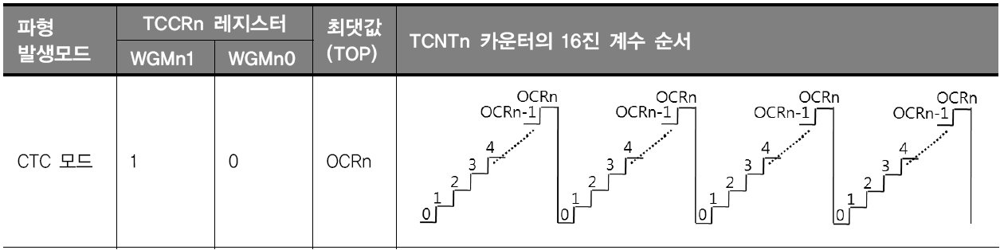 파형
발생모드
TCCRn 레지스터
WGMn1
WGMn0
최댓값
(TOP)
TCNTn 카운터의 16진 계수 순서
CTC 모드
1
0
OCRn
0 1 2 3 4 OCRn-1 OCRn
0 1 2 3 4 OCRn-1 OCRn
0 1 2 3 4 OCRn-1 OCRn
0 1 2 3 4 OCRn-1 OCRn